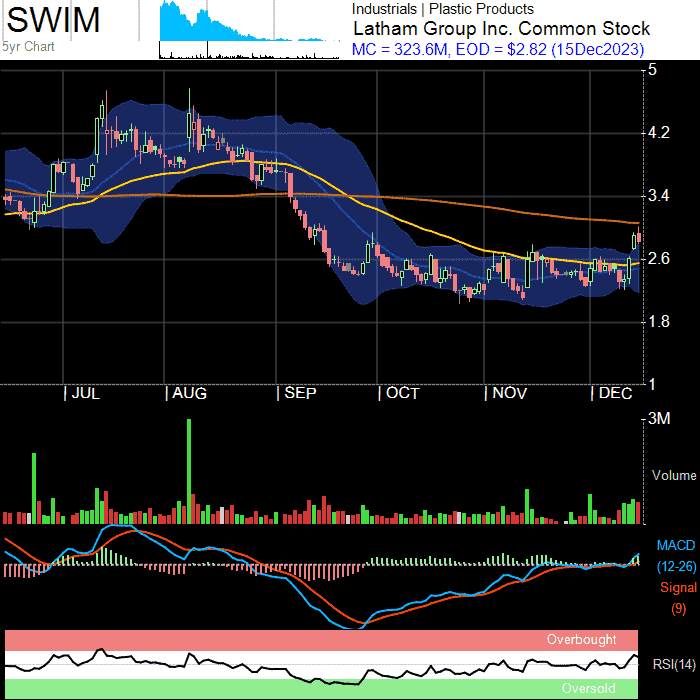 SWIM
5yr Chart
Industrials | Plastic Products
Latham Group Inc. Common Stock
MC = 323.6M, EOD = $2.82 (15Dec2023)
5
4.2
3.4
2.6
1.8
1
| JUL | AUG | SEP | OCT | NOV | DEC
3M
Volume
MACD
(12-26)
Signal
(9)
Overbought
RSI(14)
Oversold